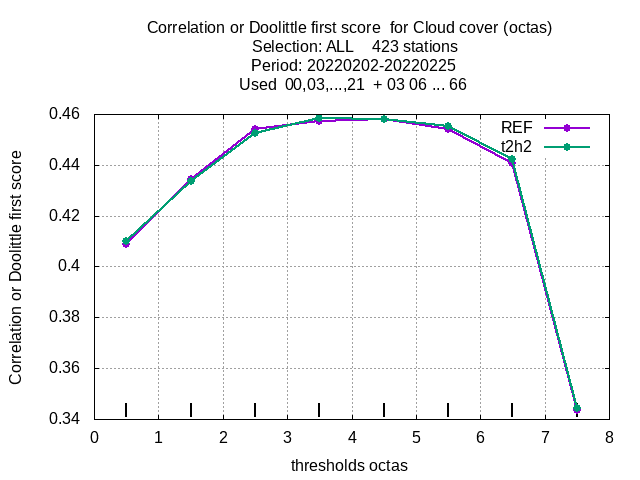 Correlation or Doolittle first score  for Cloud cover (octas)
Selection: ALL    423 stations
Period: 20220202-20220225
Used  00,03,...,21  + 03 06 ... 66
0.46
0.44
0.42
0.4
0.38
0.36
0.34
Correlation or Doolittle first score
REF
t2h2
0 1 2 3 4 5 6 7 8
thresholds octas